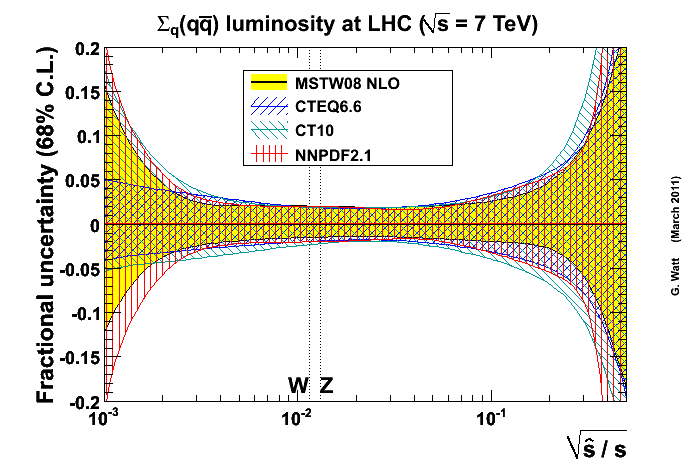 Σq(qq̅) luminosity at LHC (√s = 7 TeV)
Fractional uncertainty (68% C.L.)
0.2
0.15
0.1
0.05
0
-0.05
-0.1
-0.15
-0.2
MSTW08 NLO
CTEQ6.6
CT10
NNPDF2.1
W Z
10⁻³ 10⁻² 10⁻¹
√ŝ / s
G. Watt (March 2011)